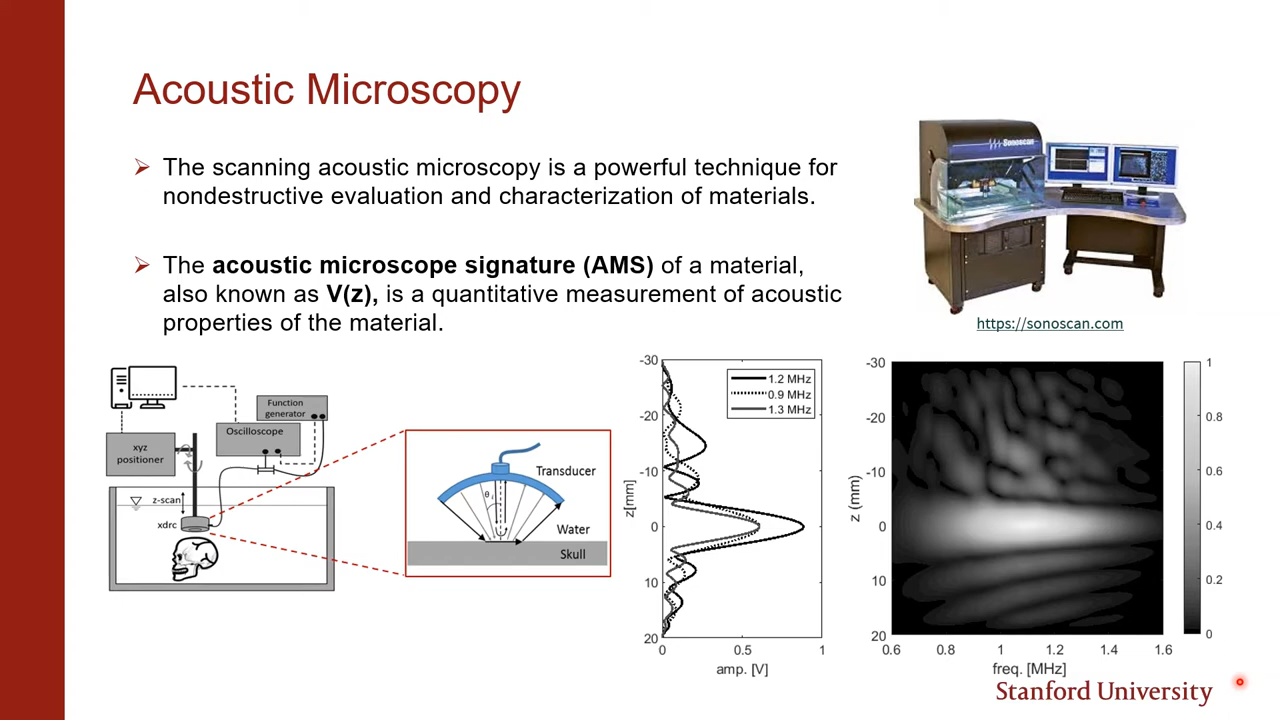 Acoustic Microscopy
The scanning acoustic microscopy is a powerful technique for
nondestructive evaluation and characterization of materials.
The acoustic microscope signature (AMS) of a material,
also known as V(z), is a quantitative measurement of acoustic
properties of the material.
Sonoscan
https://sonoscan.com
Function
generator
Oscilloscope
xyz
positioner
z-scan
xdrc
Transducer
θi
Water
Skull
-30
-20
-10
0
10
20
z[mm]
1.2 MHz
0.9 MHz
1.3 MHz
0 0.5 1
amp. [V]
-30
-20
-10
0
10
20
z (mm)
0.6 0.8 1 1.2 1.4 1.6
freq. [MHz]
1
0.8
0.6
0.4
0.2
0
Stanford University